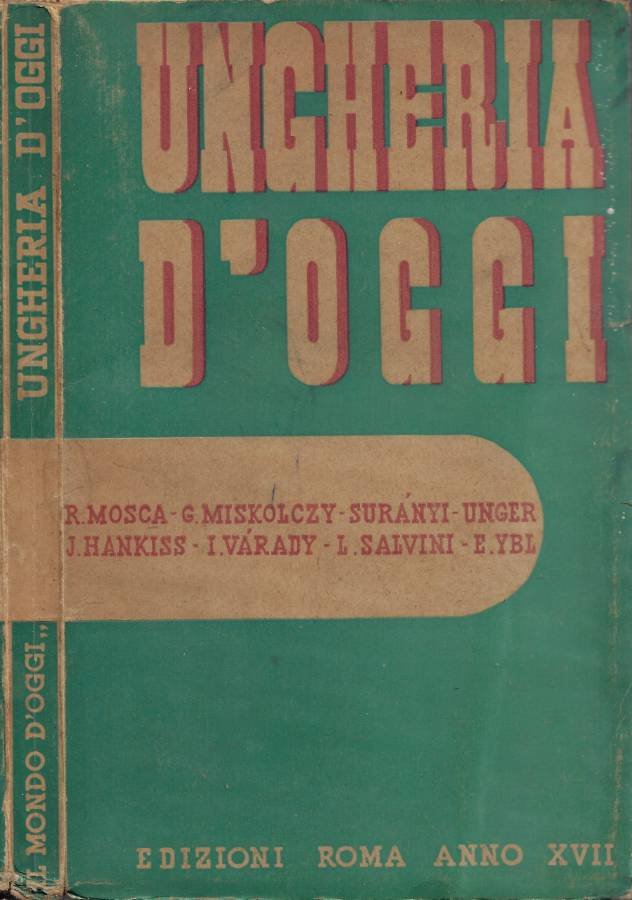 UNGHERIA
D'OGGI
R. MOSCA - G. MISKOLCZY - SURÁNYI - UNGER
J. HANKISS - I. VÁRADY - L. SALVINI - E. YBL
EDIZIONI ROMA ANNO XVII
UNGHERIA D'OGGI
IL MONDO D'OGGI„